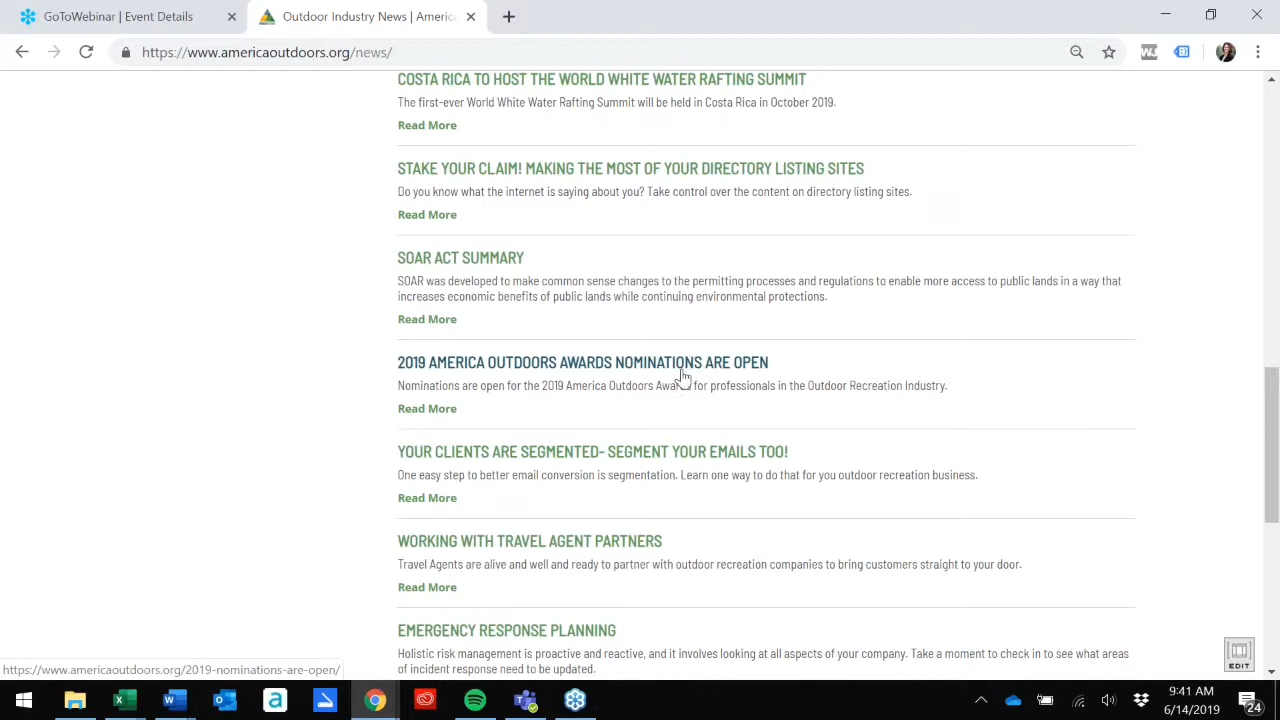 GoToWebinar | Event Details
Outdoor Industry News | Americ
https://www.americaoutdoors.org/news/
COSTA RICA TO HOST THE WORLD WHITE WATER RAFTING SUMMIT
The first-ever World White Water Rafting Summit will be held in Costa Rica in October 2019.
Read More
STAKE YOUR CLAIM! MAKING THE MOST OF YOUR DIRECTORY LISTING SITES
Do you know what the internet is saying about you? Take control over the content on directory listing sites.
Read More
SOAR ACT SUMMARY
SOAR was developed to make common sense changes to the permitting processes and regulations to enable more access to public lands in a way that
increases economic benefits of public lands while continuing environmental protections.
Read More
2019 AMERICA OUTDOORS AWARDS NOMINATIONS ARE OPEN
Nominations are open for the 2019 America Outdoors Awards for professionals in the Outdoor Recreation Industry.
Read More
YOUR CLIENTS ARE SEGMENTED- SEGMENT YOUR EMAILS TOO!
One easy step to better email conversion is segmentation. Learn one way to do that for you outdoor recreation business.
Read More
WORKING WITH TRAVEL AGENT PARTNERS
Travel Agents are alive and well and ready to partner with outdoor recreation companies to bring customers straight to your door.
Read More
EMERGENCY RESPONSE PLANNING
Holistic risk management is proactive and reactive, and it involves looking at all aspects of your company. Take a moment to check in to see what areas
of incident response need to be updated.
EDIT
https://www.americaoutdoors.org/2019-nominations-are-open/
9:41 AM
6/14/2019
24